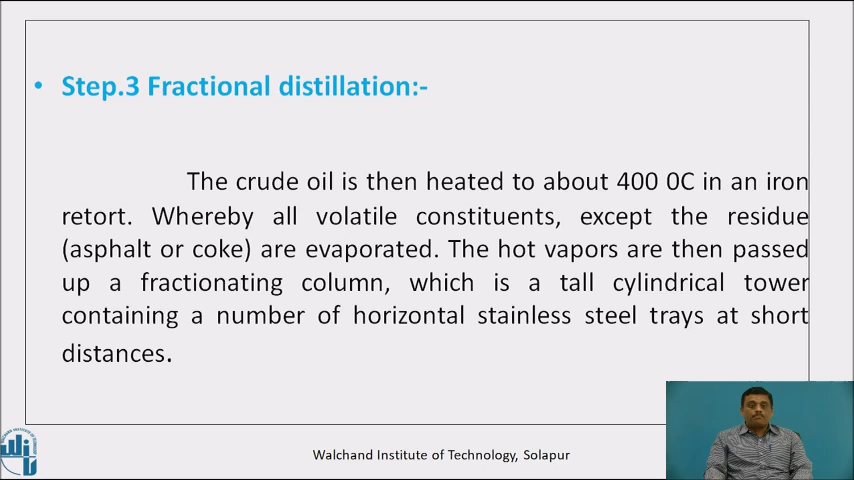 • Step.3 Fractional distillation:-
The crude oil is then heated to about 400 0C in an iron
retort. Whereby all volatile constituents, except the residue
(asphalt or coke) are evaporated. The hot vapors are then passed
up a fractionating column, which is a tall cylindrical tower
containing a number of horizontal stainless steel trays at short
distances.
Walchand Institute of Technology, Solapur